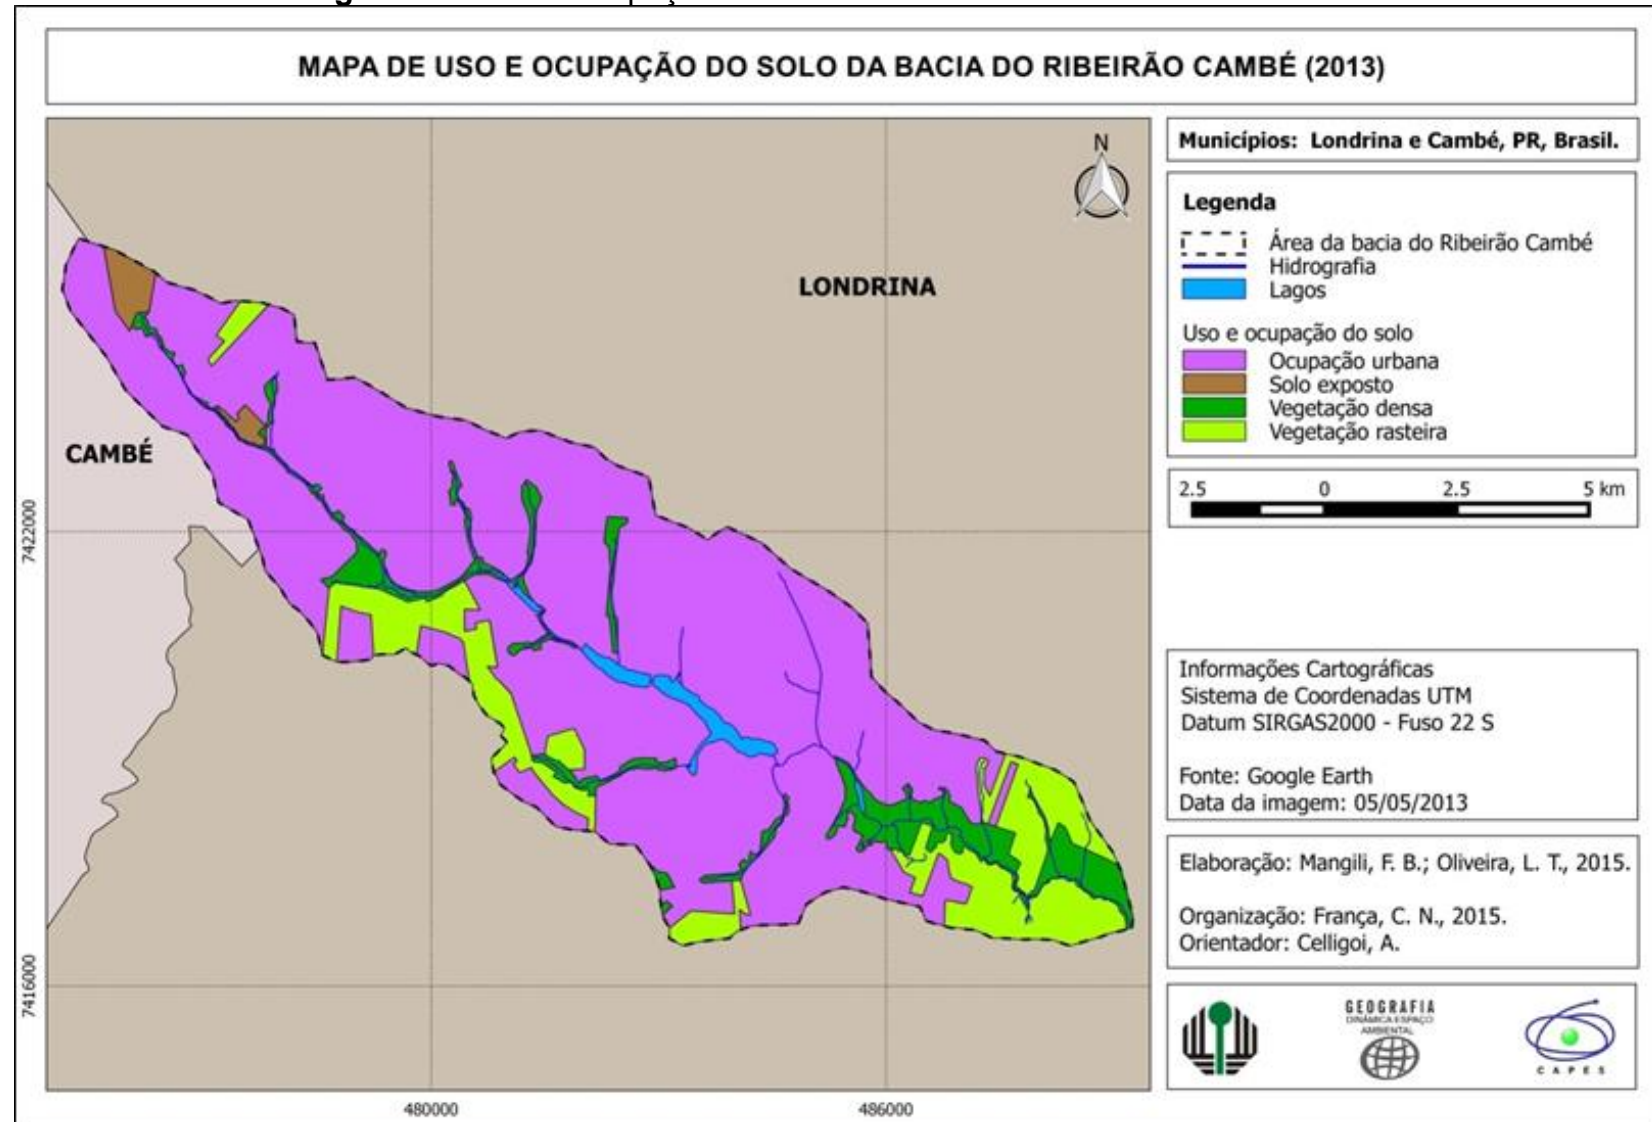 MAPA DE USO E OCUPAÇÃO DO SOLO DA BACIA DO RIBEIRÃO CAMBÉ (2013)
N
LONDRINA
CAMBÉ
7422000
7416000
480000
486000
Municípios: Londrina e Cambé, PR, Brasil.
Legenda
Área da bacia do Ribeirão Cambé
Hidrografia
Lagos
Uso e ocupação do solo
Ocupação urbana
Solo exposto
Vegetação densa
Vegetação rasteira
2.5 0 2.5 5 km
Informações Cartográficas
Sistema de Coordenadas UTM
Datum SIRGAS2000 - Fuso 22 S
Fonte: Google Earth
Data da imagem: 05/05/2013
Elaboração: Mangili, F. B.; Oliveira, L. T., 2015.
Organização: França, C. N., 2015.
Orientador: Celligoi, A.
GEOGRAFIA
DINÂMICA ESPAÇO
AMBIENTAL
CAPES